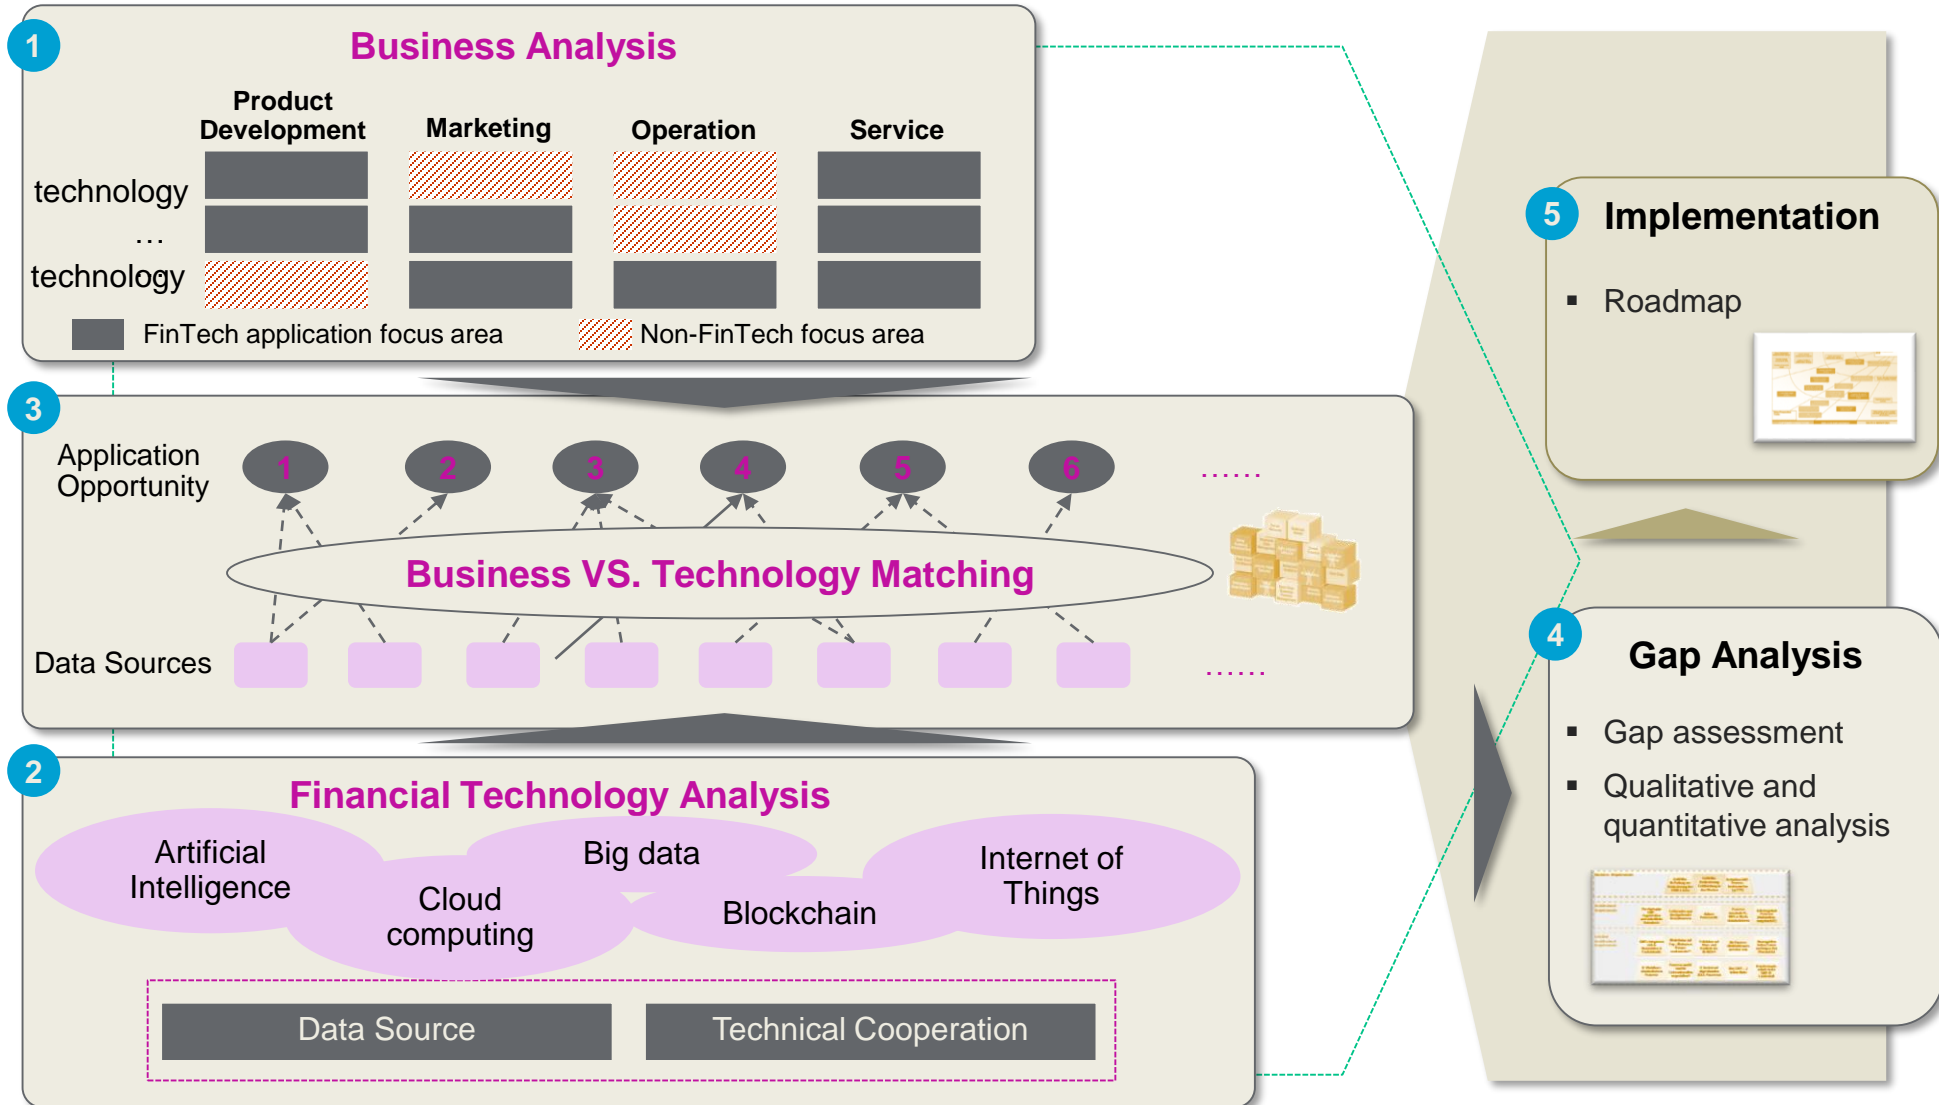 1
Business Analysis
Product
Development
Marketing
Operation
Service
technology
...
technology
...
FinTech application focus area
Non-FinTech focus area
3
Application
Opportunity
1
2
3
4
5
6
......
Business VS. Technology Matching
Data Sources
......
2
Financial Technology Analysis
Artificial
Intelligence
Cloud
computing
Big data
Blockchain
Internet of
Things
Data Source
Technical Cooperation
5
Implementation
▪ Roadmap
4
Gap Analysis
▪ Gap assessment
▪ Qualitative and
quantitative analysis